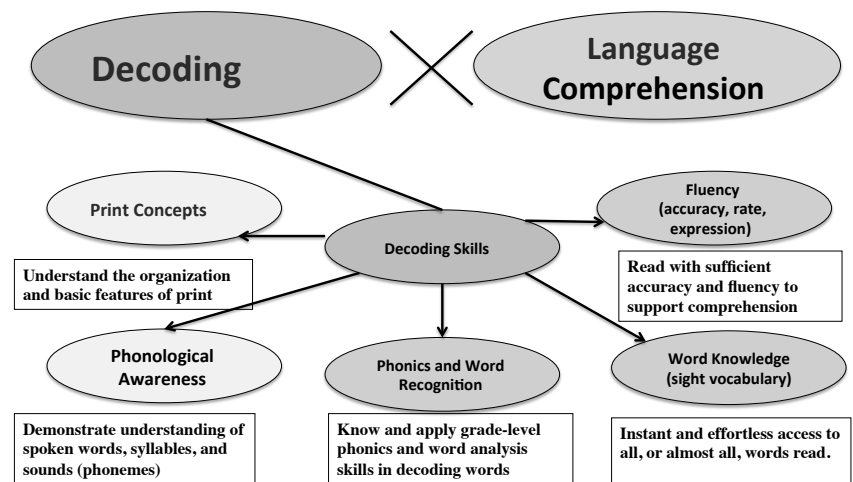 Decoding
Language
Comprehension
Print Concepts
Understand the organization
and basic features of print
Decoding Skills
Fluency
(accuracy, rate,
expression)
Read with sufficient
accuracy and fluency to
support comprehension
Phonological
Awareness
Demonstrate understanding of
spoken words, syllables, and
sounds (phonemes)
Phonics and Word
Recognition
Know and apply grade-level
phonics and word analysis
skills in decoding words
Word Knowledge
(sight vocabulary)
Instant and effortless access to
all, or almost all, words read.